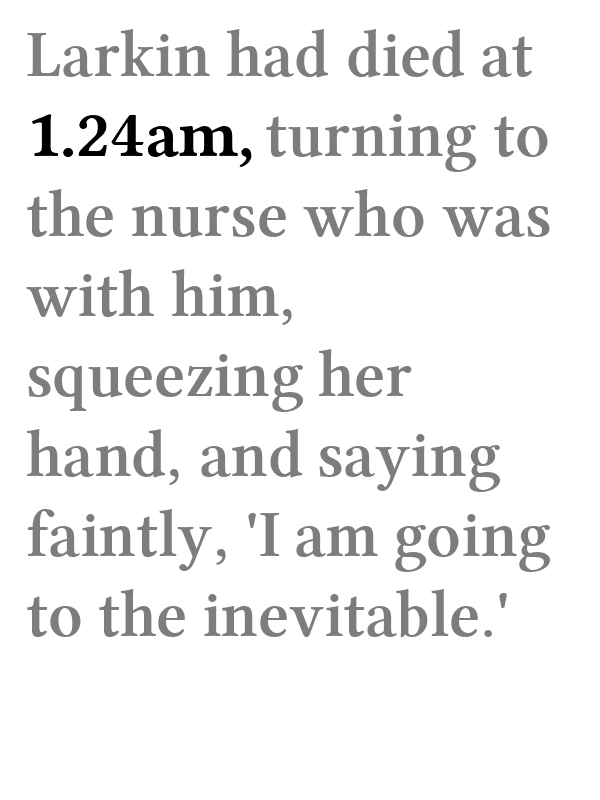 Larkin had died at
1.24am, turning to
the nurse who was
with him,
squeezing her
hand, and saying
faintly, 'I am going
to the inevitable.'